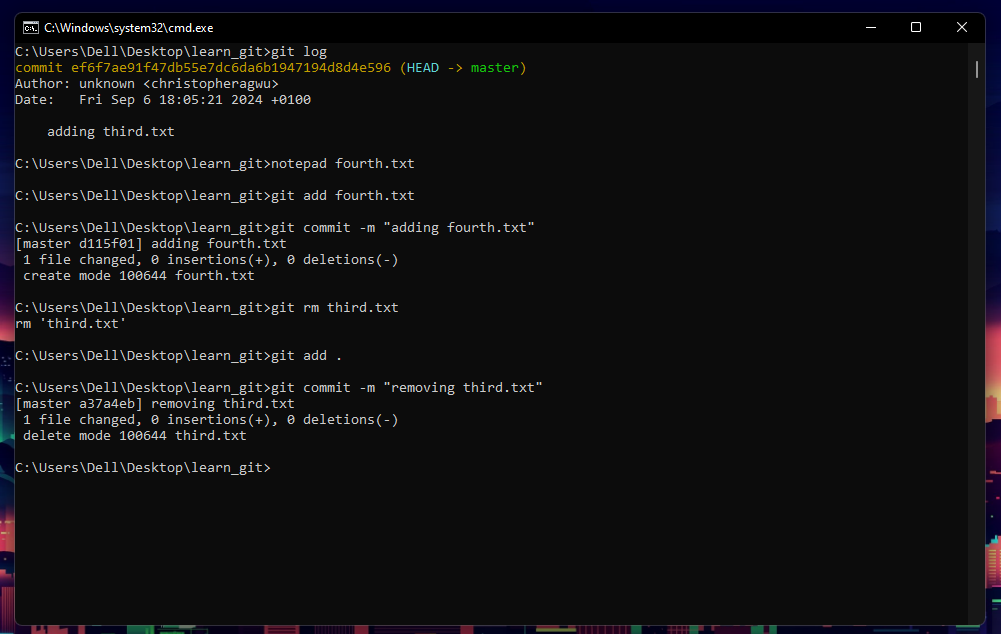 C:\Windows\system32\cmd.exe
C:\Users\Dell\Desktop\learn_git>git log
commit ef6f7ae91f47db55e7dc6da6b1947194d8d4e596 (HEAD -> master)
Author: unknown <christopheragwu>
Date:   Fri Sep 6 18:05:21 2024 +0100
    adding third.txt
C:\Users\Dell\Desktop\learn_git>notepad fourth.txt
C:\Users\Dell\Desktop\learn_git>git add fourth.txt
C:\Users\Dell\Desktop\learn_git>git commit -m "adding fourth.txt"
[master d115f01] adding fourth.txt
 1 file changed, 0 insertions(+), 0 deletions(-)
 create mode 100644 fourth.txt
C:\Users\Dell\Desktop\learn_git>git rm third.txt
rm 'third.txt'
C:\Users\Dell\Desktop\learn_git>git add .
C:\Users\Dell\Desktop\learn_git>git commit -m "removing third.txt"
[master a37a4eb] removing third.txt
 1 file changed, 0 insertions(+), 0 deletions(-)
 delete mode 100644 third.txt
C:\Users\Dell\Desktop\learn_git>